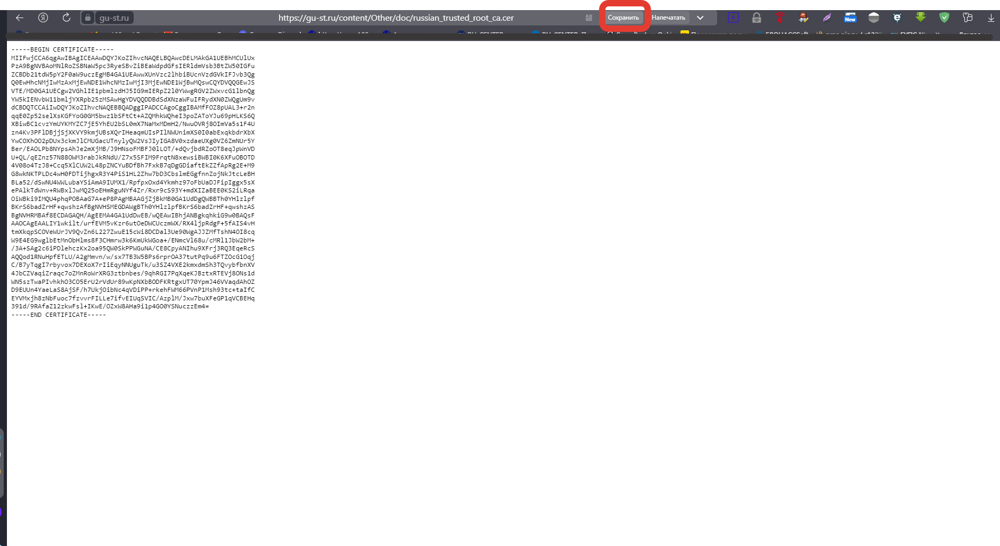 gu-st.ru
https://gu-st.ru/content/Other/doc/russian_trusted_root_ca.cer
Сохранить
Напечатать
New
-----BEGIN CERTIFICATE-----
MIIFwjCCA6qgAwIBAgICEAAwDQYJKoZIhvcNAQELBQAwcDELMAkGA1UEBhMCUlUx
PzA9BgNVBAoMNlRoZSBNaW5pc3RyeSBvZiBEaWdpdGFsIERldmVsb3BtZW50IGFu
ZCBDb21tdW5pY2F0aW9uczEgMB4GA1UEAwwXUnVzc2lhbiBUcnVzdGVkIFJvb3Qg
Q0EwHhcNMjIwMzAxMjEwNDE1WhcNMzIwMjI3MjEwNDE1WjBwMQswCQYDVQQGEwJS
VTE/MD0GA1UECgw2VGhlIE1pbmlzdHJ5IG9mIERpZ2l0YWwgRGV2ZWxvcG1lbnQg
YW5kIENvbW11bmljYXRpb25zMSAwHgYDVQQDDBdSdXNzaWFuIFRydXN0ZWQgUm9v
dCBDQTCCAiIwDQYJKoZIhvcNAQEBBQADggIPADCCAgoCggIBAMfFOZ8pUAL3+r2n
qqE0Zp52selXsKGFYoG0GM5bwz1bSFtCt+AZQMhkWQheI3poZAToYJu69pHLKS6Q
XBiwBC1cvzYmUYKMYZC7jE5YhEU2bSL0mX7NaMxMDmH2/NwuOVRj8OImVa5s1F4U
zn4Kv3PFlDBjjSjXKVY9kmjUBsXQrIHeaqmUIsPIlNWUnimXS0I0abExqkbdrXbX
YwCOXhOO2pDUx3ckmJlCMUGacUTnylyQW2VsJIyIGA8V0xzdaeUXg0VZ6ZmNUr5Y
Ber/EAOLPb8NYpsAhJe2mXjMB/J9HNsoFMBFJ0lLOT/+dQvjbdRZoOT8eqJpWnVD
U+QL/qEZnz57N88OWM3rabJkRNdU/Z7x5SFIM9FrqtN8xewsiBWBI0K6XFuOBOTD
4V08o4TzJ8+Ccq5XlCUW2L48pZNCYuBDfBh7FxkB7qDgGDiaftEkZZfApRg2E+M9
G8wkNKTPLDc4wH0FDTijhgxR3Y4PiS1HL2Zhw7bD3CbslmEGgfnnZojNkJtcLeBH
BLa52/dSwNU4WWLubaYSiAmA9IUMX1/RpfpxOxd4Ykmhz97oFbUaDJFipIggx5sX
ePAlkTdWnv+RWBxlJwMQ25oEHmRguNYf4Zr/Rxr9cS93Y+mdXIZaBEE0KS2iLRqa
OiWBki9IMQU4phqPOBAaG7A+eP8PAgMBAAGjZjBkMB0GA1UdDgQWBBTh0YHlzlpf
BKrS6badZrHF+qwshzAfBgNVHSMEGDAWgBTh0YHlzlpfBKrS6badZrHF+qwshzAS
BgNVHRMBAf8ECDAGAQH/AgEEMA4GA1UdDwEB/wQEAwIBhjANBgkqhkiG9w0BAQsF
AAOCAgEAALIY1wkilt/urfEVM5vKzr6utOeDWCUczmWX/RX4ljpRdgF+5fAIS4vH
tmXkqpSCOVeWUrJV9QvZn6L227ZwuE15cWi8DCDal3Ue90WgAJJZMfTshN4OI8cq
W9E4EG9wglbEtMnObHlms8F3CHmrw3k6KmUkWGoa+/ENmcVl68u/cMRl1JbW2bM+
/3A+SAg2c6iPDlehczKx2oa95QW0SkPPWGuNA/CE8CpyANIhu9XFrj3RQ3EqeRcS
AQQod1RNuHpfETLU/A2gMmvn/w/sx7TB3W5BPs6rprOA37tutPq9u6FTZOcG1Oqj
C/B7yTqgI7rbyvox7DEXoX7rIiEqyNNUguTk/u3SZ4VXE2kmxdmSh3TQvybfbnXV
4JbCZVaqiZraqc7oZMnRoWrXRG3ztbnbes/9qhRGI7PqXqeKJBztxRTEVj8ONs1d
WN5szTwaPIvhkhO3CO5ErU2rVdUr89wKpNXbBODFKRtgxUT70YpmJ46VVaqdAhOZ
D9EUUn4YaeLaS8AjSF/h7UkjOibNc4qVDiPP+rkehFWM66PVnP1Msh93tc+taIfC
EYVMxjh8zNbFuoc7fzvvrFILLe7ifvEIUqSVIC/AzplM/Jxw7buXFeGP1qVCBEHq
391d/9RAfaZ12zkwFsl+IKwE/OZxW8AHa9i1p4GO0YSNuczzEm4=
-----END CERTIFICATE-----